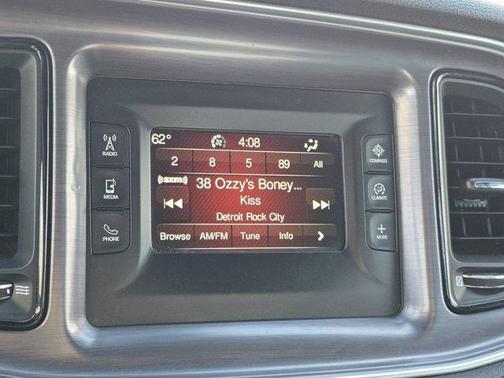 62° 4:08
2 8 5 89 All
((sxm))
38 Ozzy's Boney...
Kiss
Detroit Rock City
Browse AM/FM Tune Info
RADIO
MEDIA
PHONE
COMPASS
CLIMATE
MORE